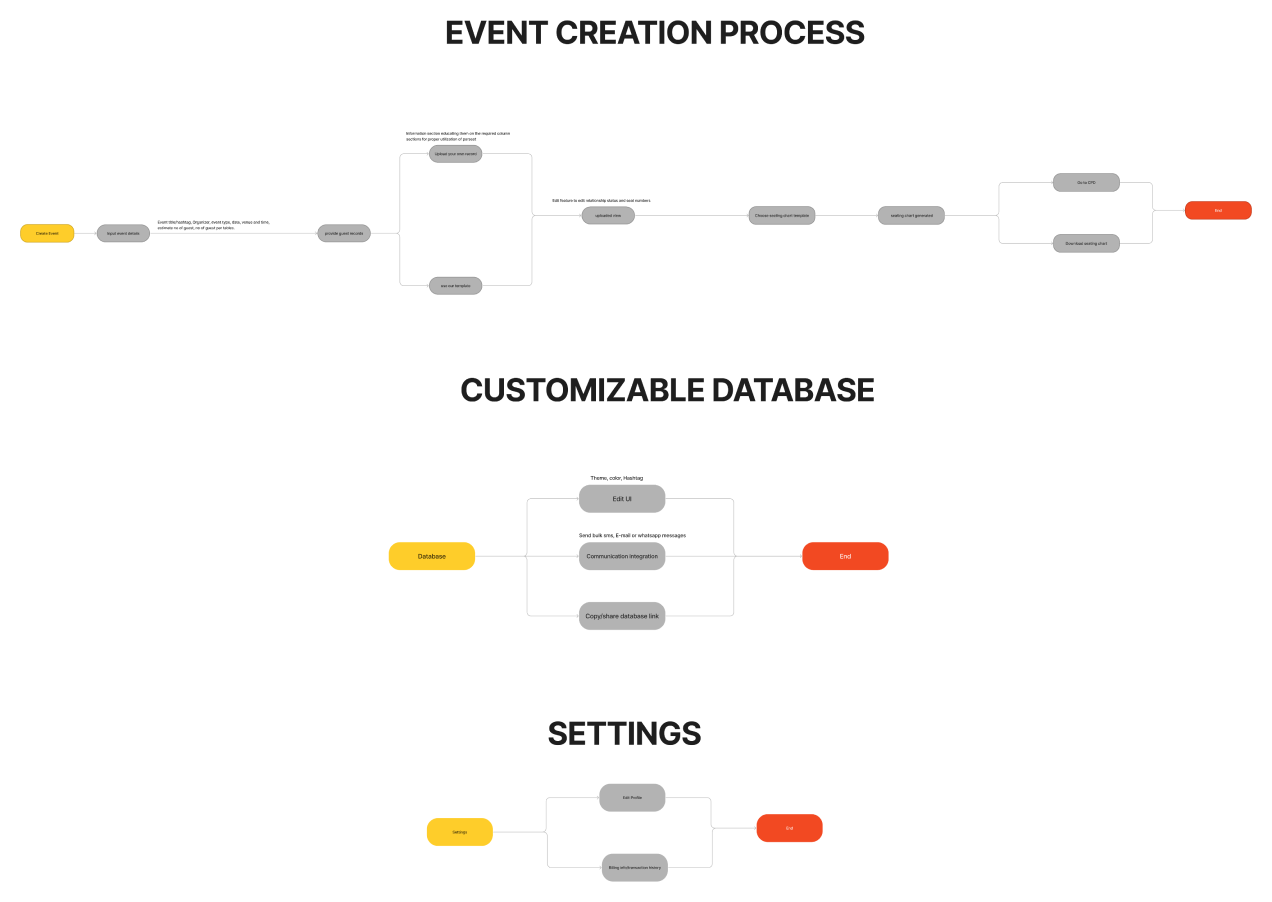 EVENT CREATION PROCESS
Information section educating them on the required column
sections for proper utilization of parseat
Upload your own record
Edit feature to edit relationship status and seat numbers
Go to CPD
Event title/hashtag, Organizer, event type, date, venue and time,
estimate no of guest, no of guest per tables.
uploaded view
Choose seating chart template
seating chart generated
End
Create Event
Input event details
provide guest records
Download seating chart
use our template
CUSTOMIZABLE DATABASE
Theme, color, Hashtag
Edit UI
Send bulk sms, E-mail or whatsapp messages
Database
Communication integration
End
Copy/share database link
SETTINGS
Edit Profile
Settings
End
Billing info/transaction history